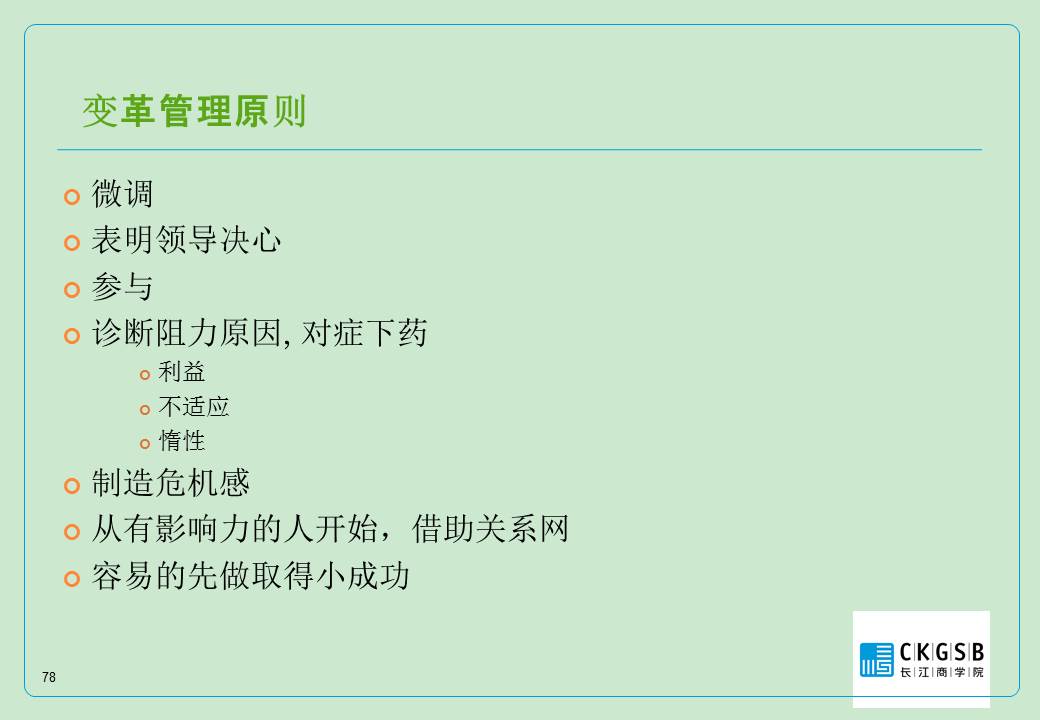 变革管理原则
微调
表明领导决心
参与
诊断阻力原因, 对症下药
利益
不适应
惰性
制造危机感
从有影响力的人开始，借助关系网
容易的先做取得小成功
CKGSB
长江商学院
78